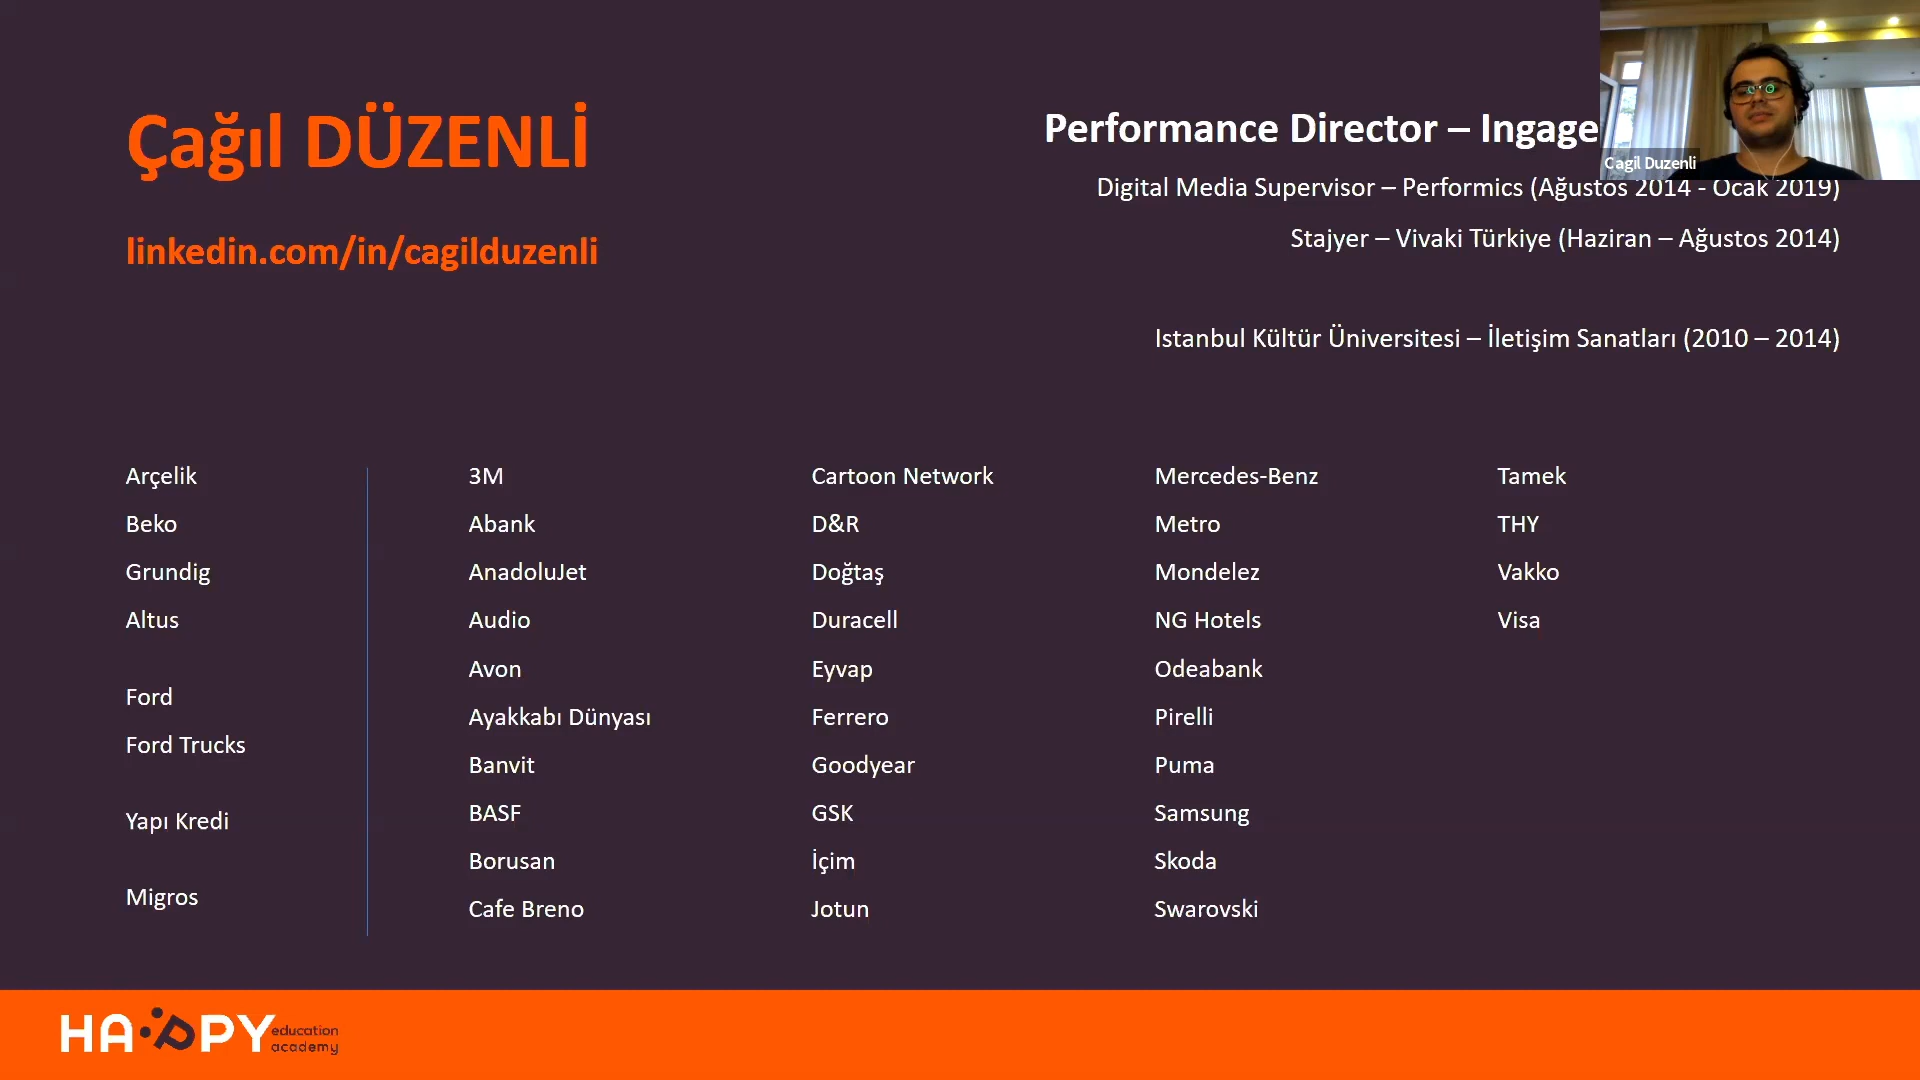 Çağıl DÜZENLİ
linkedin.com/in/cagilduzenli
Performance Director – Ingage
Digital Media Supervisor – Performics (Ağustos 2014 - Ocak 2019)
Stajyer – Vivaki Türkiye (Haziran – Ağustos 2014)
Istanbul Kültür Üniversitesi – İletişim Sanatları (2010 – 2014)
Cagil Duzenli
Arçelik
Beko
Grundig
Altus
Ford
Ford Trucks
Yapı Kredi
Migros
3M
Abank
AnadoluJet
Audio
Avon
Ayakkabı Dünyası
Banvit
BASF
Borusan
Cafe Breno
Cartoon Network
D&R
Doğtaş
Duracell
Eyvap
Ferrero
Goodyear
GSK
İçim
Jotun
Mercedes-Benz
Metro
Mondelez
NG Hotels
Odeabank
Pirelli
Puma
Samsung
Skoda
Swarovski
Tamek
THY
Vakko
Visa
HAPPY
education
academy